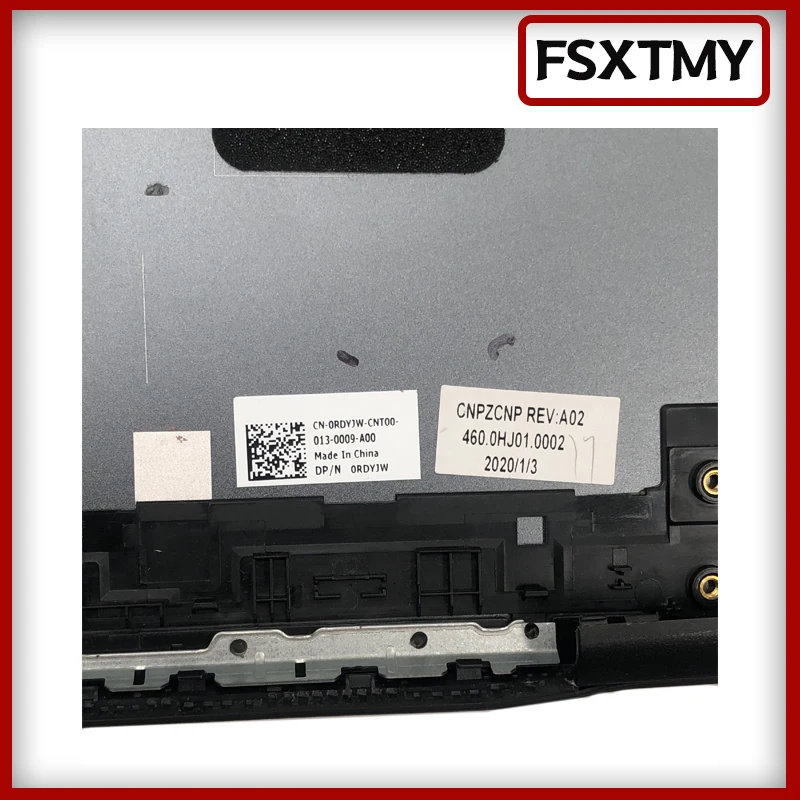 FSXTMY
CN-0RDYJW-CNT00-
013-0009-A00
Made In China
DP/N 0RDYJW
CNPZCNP REV:A02
460.0HJ01.0002
2020/1/3